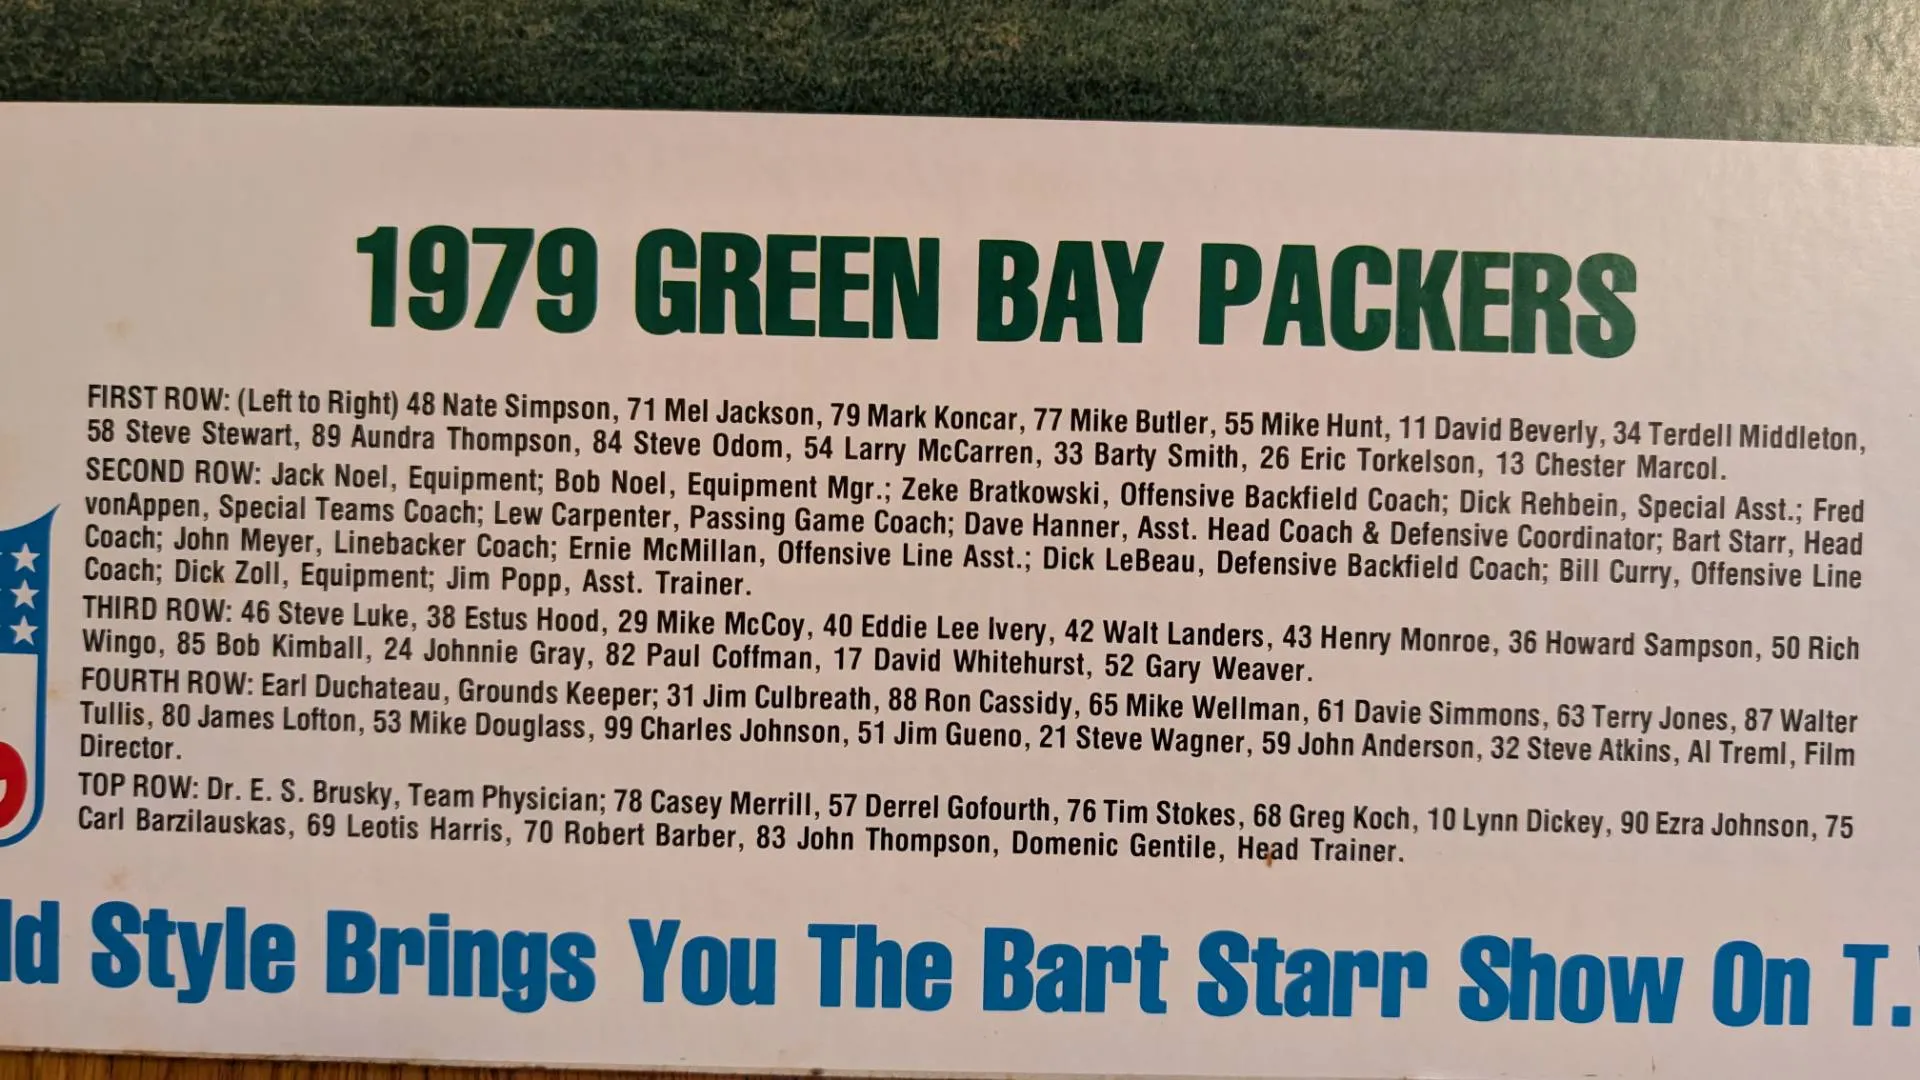 1979 GREEN BAY PACKERS
FIRST ROW: (Left to Right) 48 Nate Simpson, 71 Mel Jackson, 79 Mark Koncar, 77 Mike Butler, 55 Mike Hunt, 11 David Beverly, 34 Terdell Middleton,
58 Steve Stewart, 89 Aundra Thompson, 84 Steve Odom, 54 Larry McCarren, 33 Barty Smith, 26 Eric Torkelson, 13 Chester Marcol.
SECOND ROW: Jack Noel, Equipment; Bob Noel, Equipment Mgr.; Zeke Bratkowski, Offensive Backfield Coach; Dick Rehbein, Special Asst.; Fred
vonAppen, Special Teams Coach; Lew Carpenter, Passing Game Coach; Dave Hanner, Asst. Head Coach & Defensive Coordinator; Bart Starr, Head
Coach; John Meyer, Linebacker Coach; Ernie McMillan, Offensive Line Asst.; Dick LeBeau, Defensive Backfield Coach; Bill Curry, Offensive Line
Coach; Dick Zoll, Equipment; Jim Popp, Asst. Trainer.
THIRD ROW: 46 Steve Luke, 38 Estus Hood, 29 Mike McCoy, 40 Eddie Lee Ivery, 42 Walt Landers, 43 Henry Monroe, 36 Howard Sampson, 50 Rich
Wingo, 85 Bob Kimball, 24 Johnnie Gray, 82 Paul Coffman, 17 David Whitehurst, 52 Gary Weaver.
FOURTH ROW: Earl Duchateau, Grounds Keeper; 31 Jim Culbreath, 88 Ron Cassidy, 65 Mike Wellman, 61 Davie Simmons, 63 Terry Jones, 87 Walter
Tullis, 80 James Lofton, 53 Mike Douglass, 99 Charles Johnson, 51 Jim Gueno, 21 Steve Wagner, 59 John Anderson, 32 Steve Atkins, Al Treml, Film
Director.
TOP ROW: Dr. E. S. Brusky, Team Physician; 78 Casey Merrill, 57 Derrel Gofourth, 76 Tim Stokes, 68 Greg Koch, 10 Lynn Dickey, 90 Ezra Johnson, 75
Carl Barzilauskas, 69 Leotis Harris, 70 Robert Barber, 83 John Thompson, Domenic Gentile, Head Trainer.
ld Style Brings You The Bart Starr Show On T.